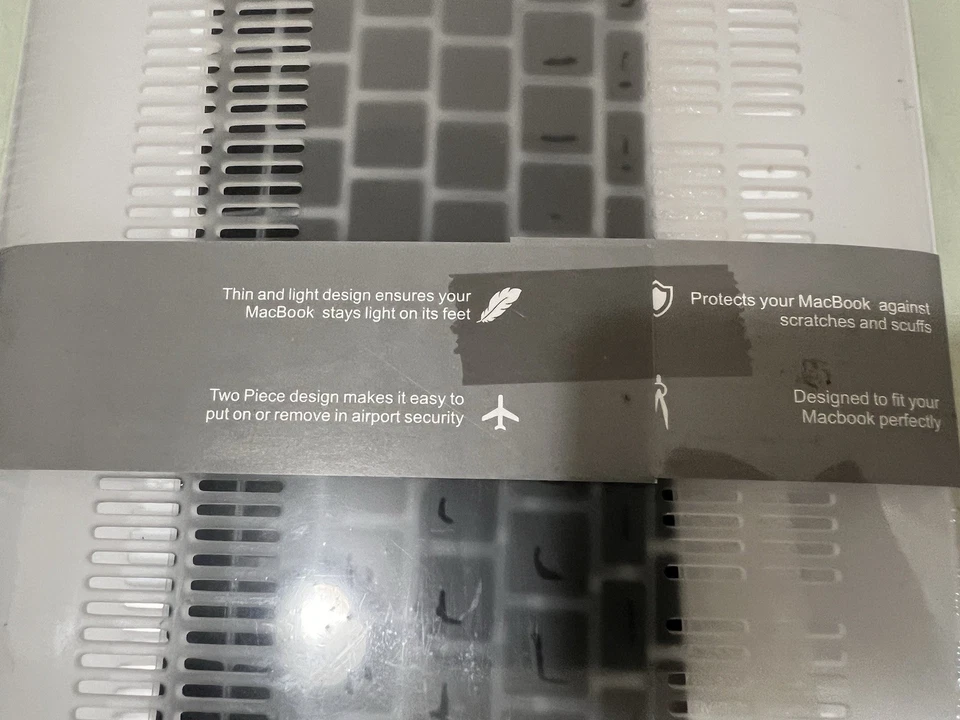 Thin and light design ensures your
MacBook stays light on its feet
Protects your MacBook against
scratches and scuffs
Two Piece design makes it easy to
put on or remove in airport security
Designed to fit your
Macbook perfectly